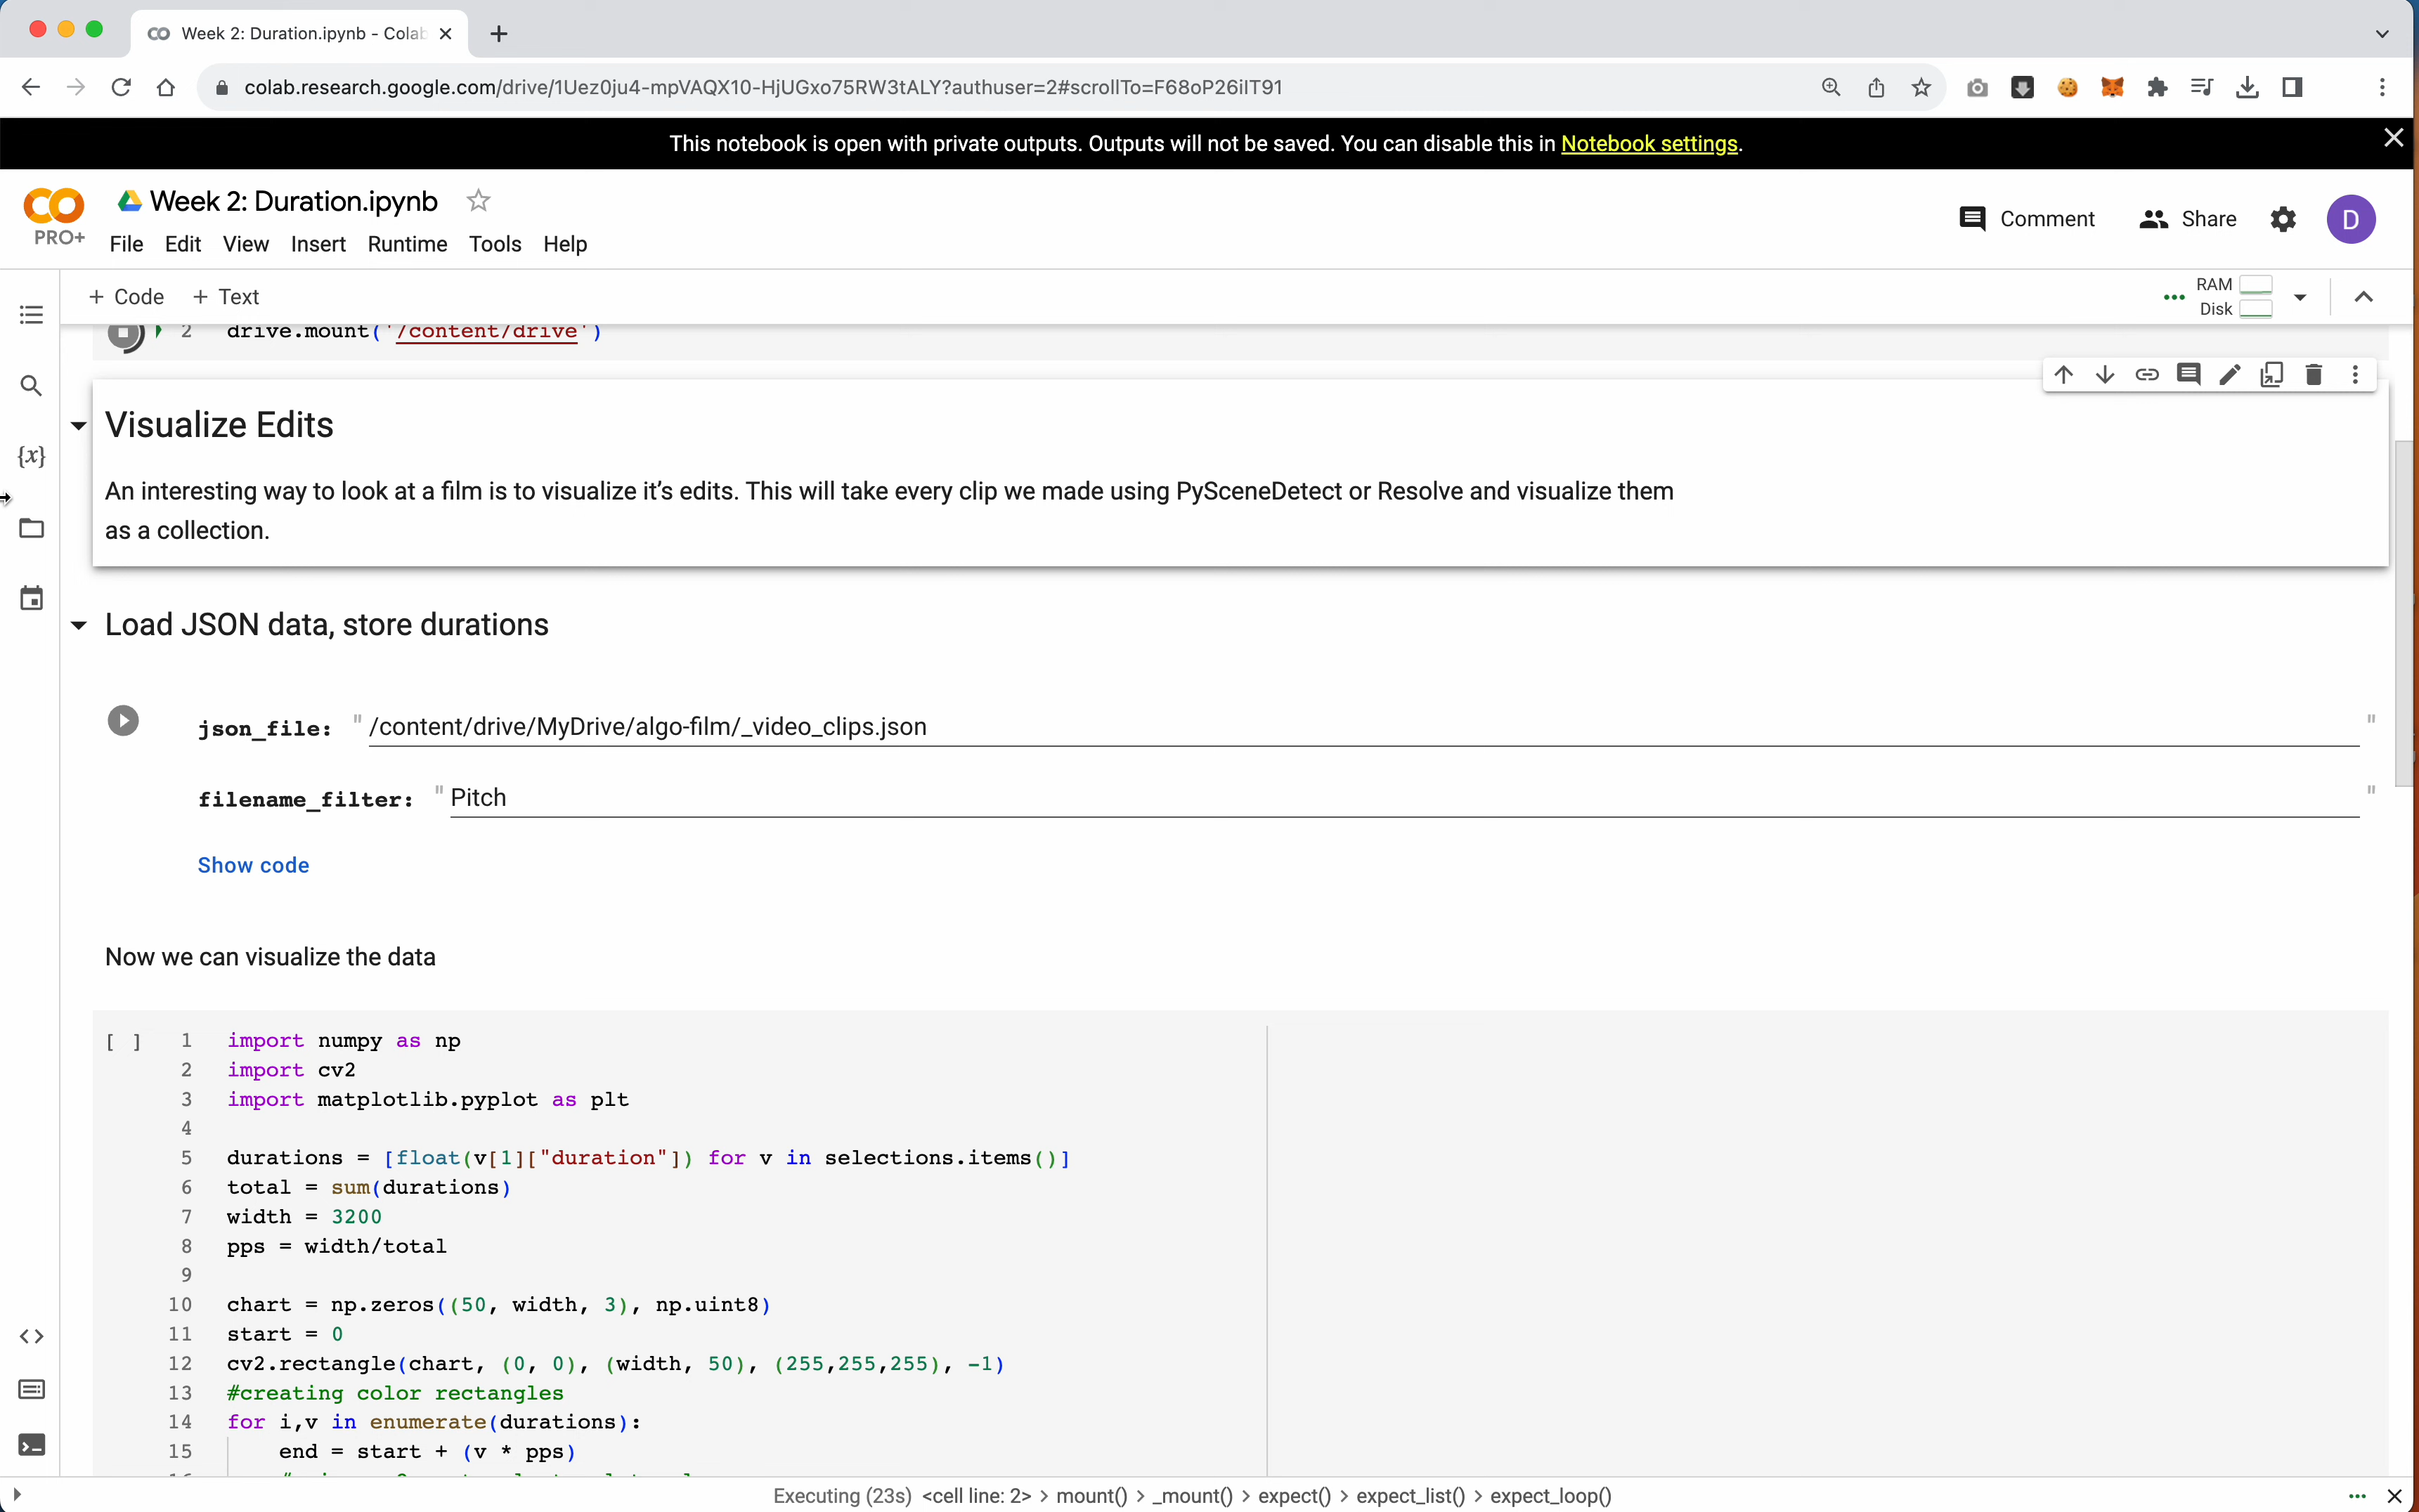 Week 2: Duration.ipynb - Colab
colab.research.google.com/drive/1Uez0ju4-mpVAQX10-HjUGxo75RW3tALY?authuser=2#scrollTo=F68oP26iIT91
This notebook is open with private outputs. Outputs will not be saved. You can disable this in Notebook settings.
CO
PRO+
Week 2: Duration.ipynb
File Edit View Insert Runtime Tools Help
Comment
Share
D
+ Code + Text
RAM
Disk
2 drive.mount('/content/drive')
Visualize Edits
An interesting way to look at a film is to visualize it’s edits. This will take every clip we made using PySceneDetect or Resolve and visualize them
as a collection.
{x}
Load JSON data, store durations
json_file: "/content/drive/MyDrive/algo-film/_video_clips.json"
filename_filter: "Pitch"
Show code
Now we can visualize the data
[ ] 1 import numpy as np
2 import cv2
3 import matplotlib.pyplot as plt
4
5 durations = [float(v[1]["duration"]) for v in selections.items()]
6 total = sum(durations)
7 width = 3200
8 pps = width/total
9
10 chart = np.zeros((50, width, 3), np.uint8)
11 start = 0
12 cv2.rectangle(chart, (0, 0), (width, 50), (255,255,255), -1)
13 #creating color rectangles
14 for i,v in enumerate(durations):
15 end = start + (v * pps)
Executing (23s) <cell line: 2> > mount() > _mount() > expect() > expect_list() > expect_loop()